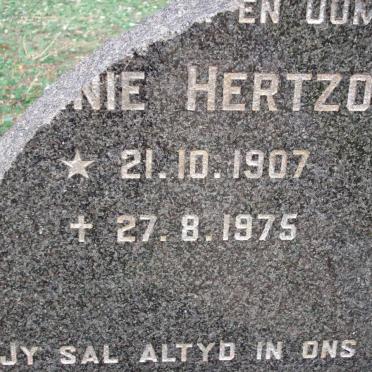 EN OOM
NIE HERTZO
★ 21.10.1907
✝ 27.8.1975
JY SAL ALTYD IN ONS